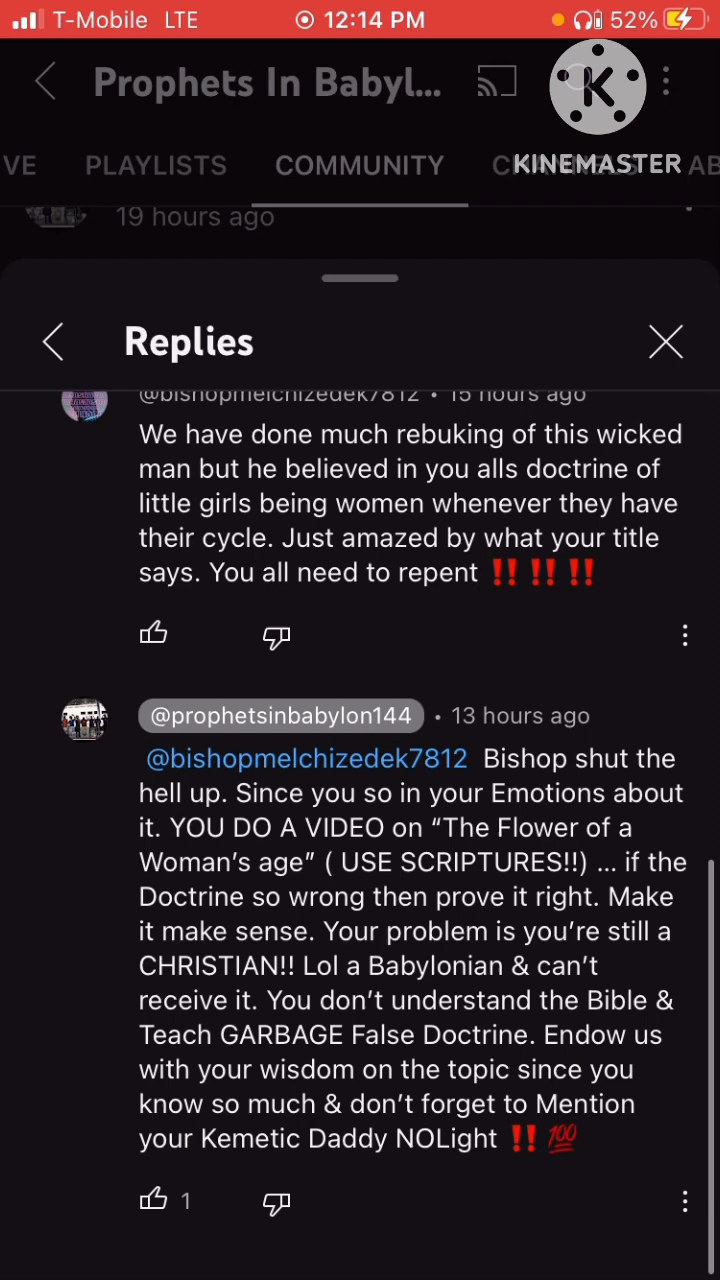 T-Mobile LTE 12:14 PM 52%
Prophets In Babyl...
KINEMASTER
VE PLAYLISTS COMMUNITY CHANNELS AB
19 hours ago
Replies
@bishopmelchizedek7812 • 15 hours ago
We have done much rebuking of this wicked
man but he believed in you alls doctrine of
little girls being women whenever they have
their cycle. Just amazed by what your title
says. You all need to repent ‼️ ‼️ ‼️
@prophetsinbabylon144 • 13 hours ago
@bishopmelchizedek7812 Bishop shut the
hell up. Since you so in your Emotions about
it. YOU DO A VIDEO on “The Flower of a
Woman’s age” ( USE SCRIPTURES!!) ... if the
Doctrine so wrong then prove it right. Make
it make sense. Your problem is you’re still a
CHRISTIAN!! Lol a Babylonian & can’t
receive it. You don’t understand the Bible &
Teach GARBAGE False Doctrine. Endow us
with your wisdom on the topic since you
know so much & don’t forget to Mention
your Kemetic Daddy NOLight ‼️ 💯
1